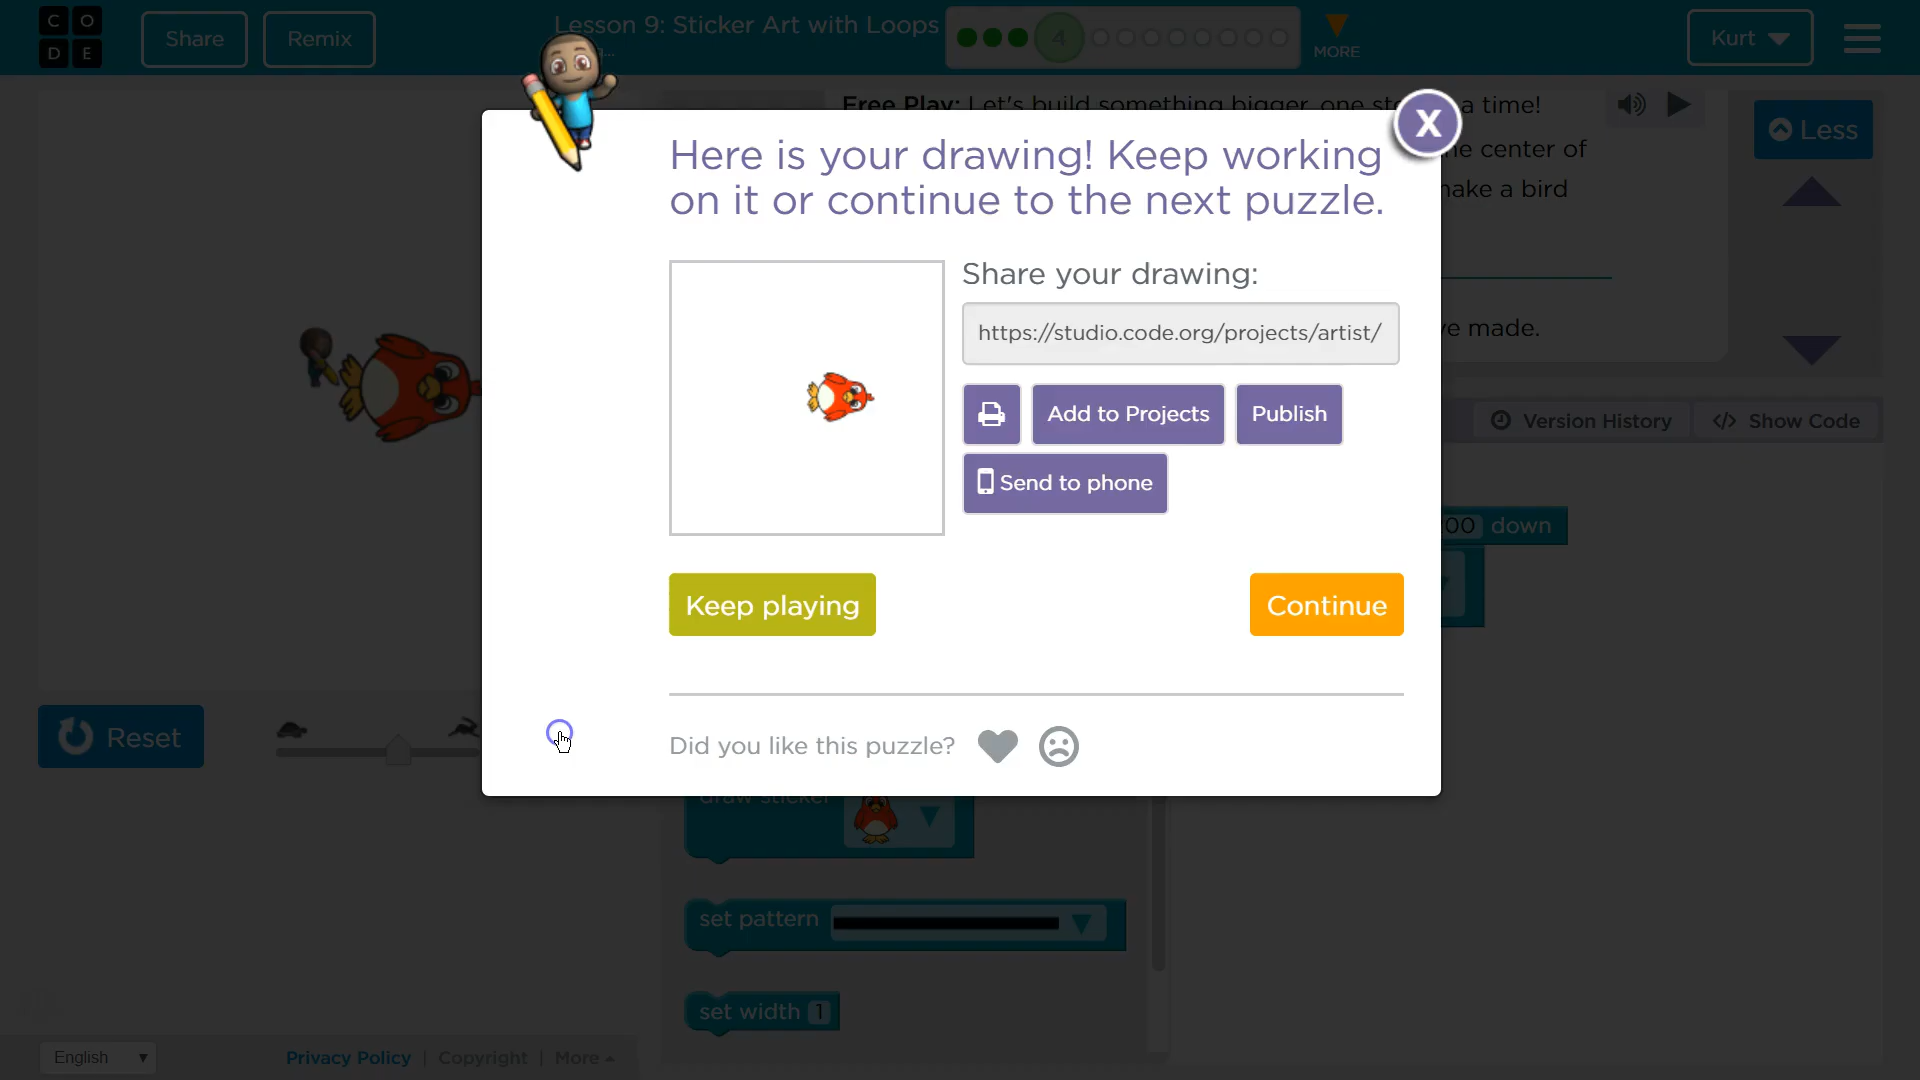 C O
D E
Share
Remix
Lesson 9: Sticker Art with Loops
4
MORE
Kurt
Free Play: Let's build something bigger, one a time!
center of
make a bird
made.
Less
X
Here is your drawing! Keep working
on it or continue to the next puzzle.
Share your drawing:
https://studio.code.org/projects/artist/
Add to Projects
Publish
Send to phone
Version History
Show Code
00 down
Keep playing
Continue
Reset
Did you like this puzzle?
draw sticker
set pattern
set width 1
English
Privacy Policy | Copyright | More